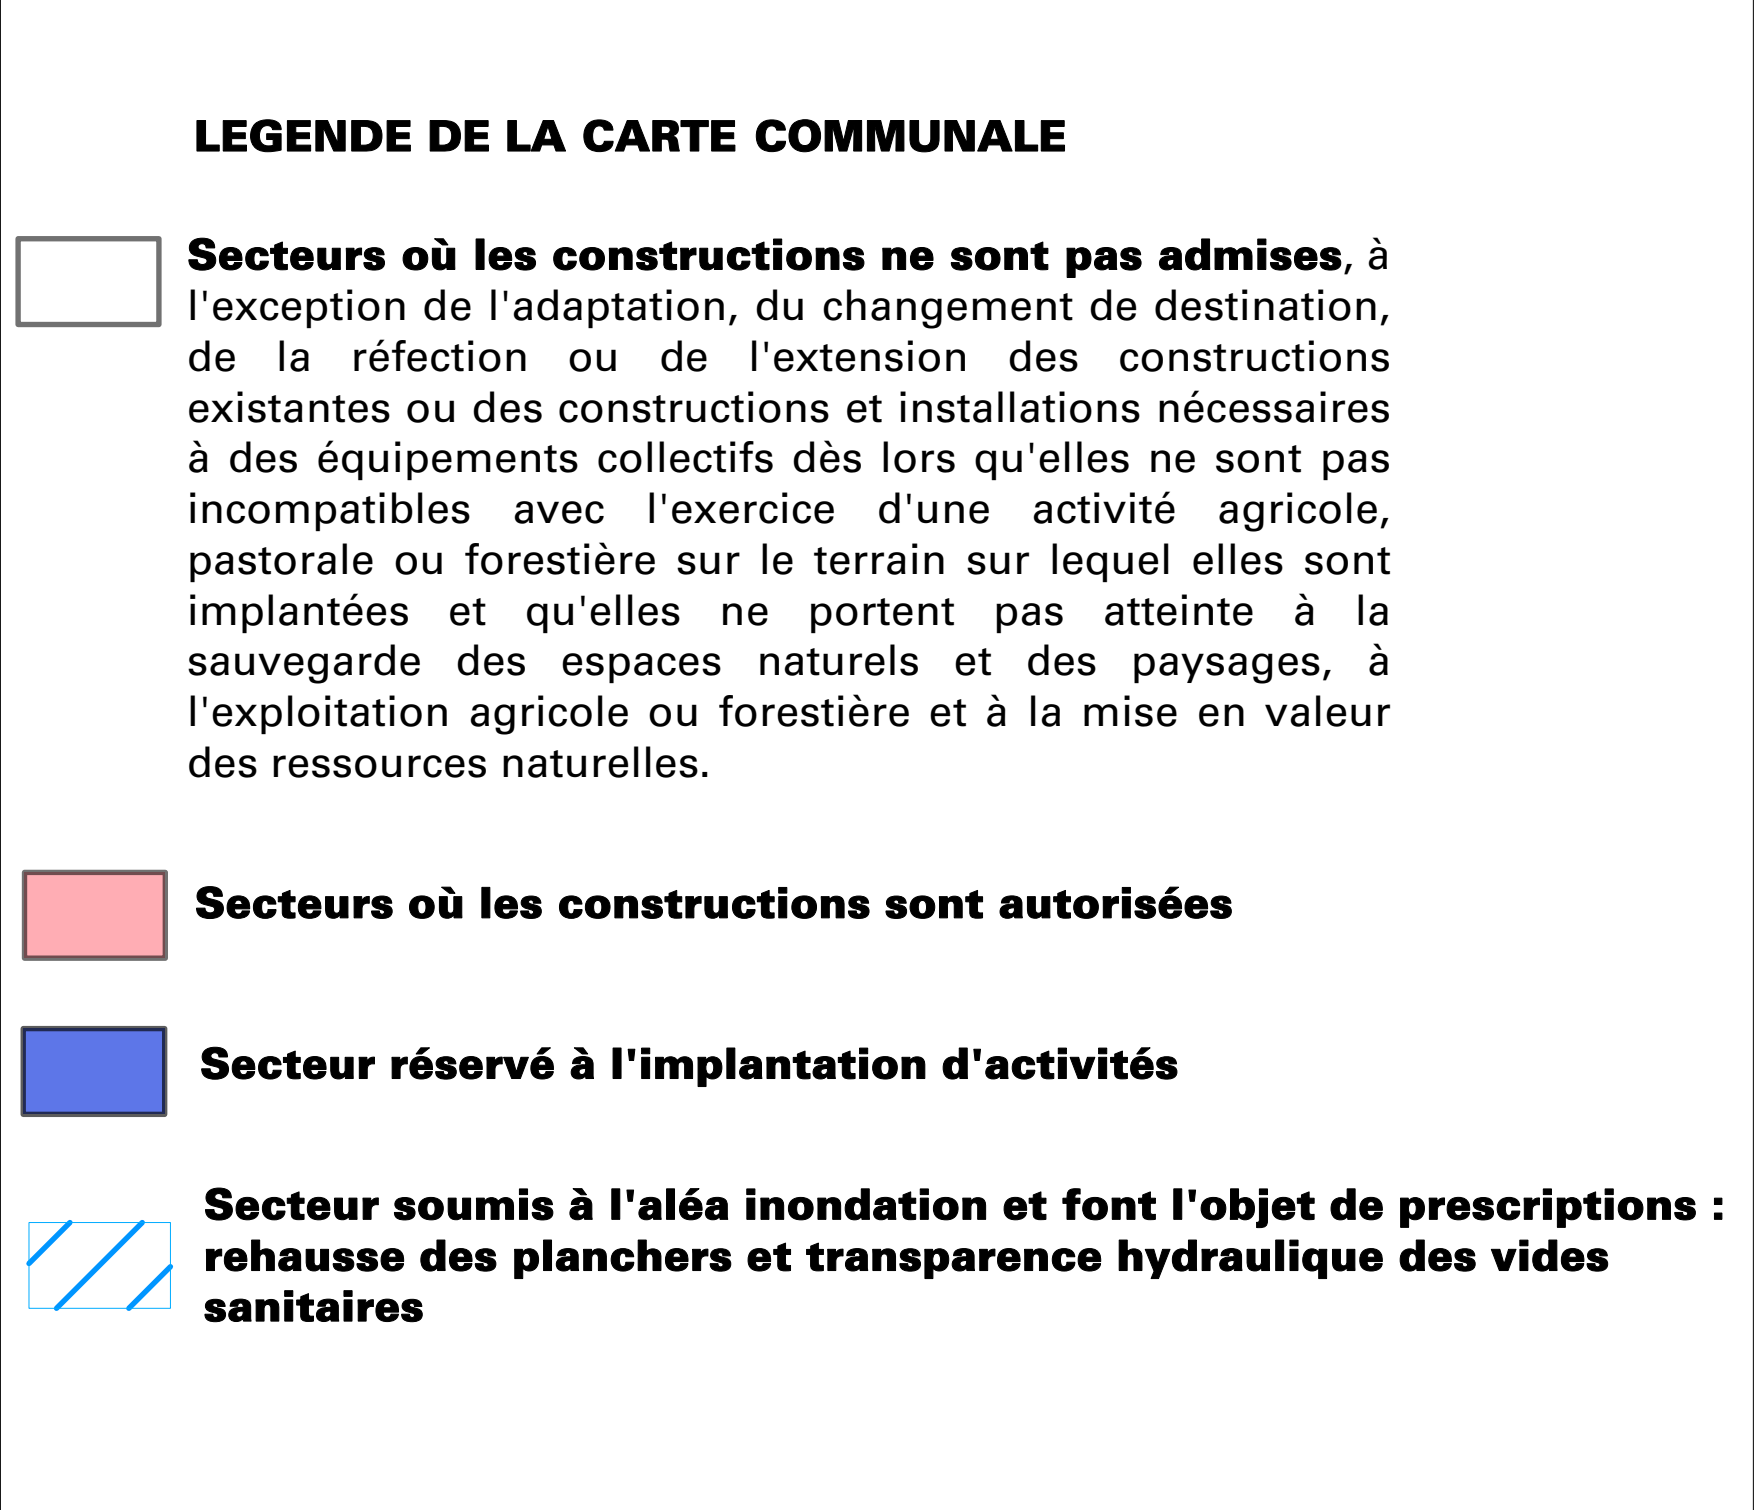 LEGENDE DE LA CARTE COMMUNALE
Secteurs où les constructions ne sont pas admises, à
l'exception de l'adaptation, du changement de destination,
de la réfection ou de l'extension des constructions
existantes ou des constructions et installations nécessaires
à des équipements collectifs dès lors qu'elles ne sont pas
incompatibles avec l'exercice d'une activité agricole,
pastorale ou forestière sur le terrain sur lequel elles sont
implantées et qu'elles ne portent pas atteinte à la
sauvegarde des espaces naturels et des paysages, à
l'exploitation agricole ou forestière et à la mise en valeur
des ressources naturelles.
Secteurs où les constructions sont autorisées
Secteur réservé à l'implantation d'activités
Secteur soumis à l'aléa inondation et font l'objet de prescriptions :
rehausse des planchers et transparence hydraulique des vides
sanitaires